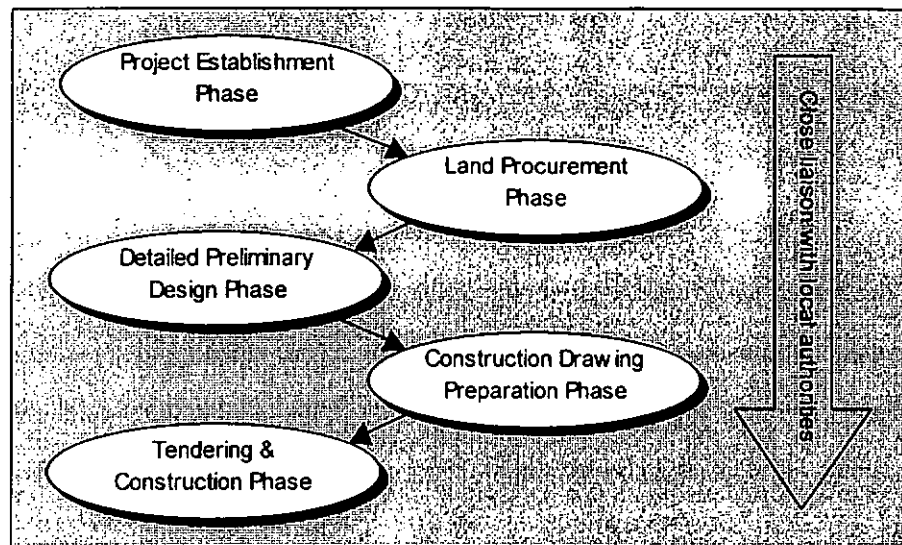 Project Establishment
Phase
Land Procurement
Phase
Detailed Preliminary
Design Phase
Construction Drawing
Preparation Phase
Tendering &
Construction Phase
Close liaison with local authorities